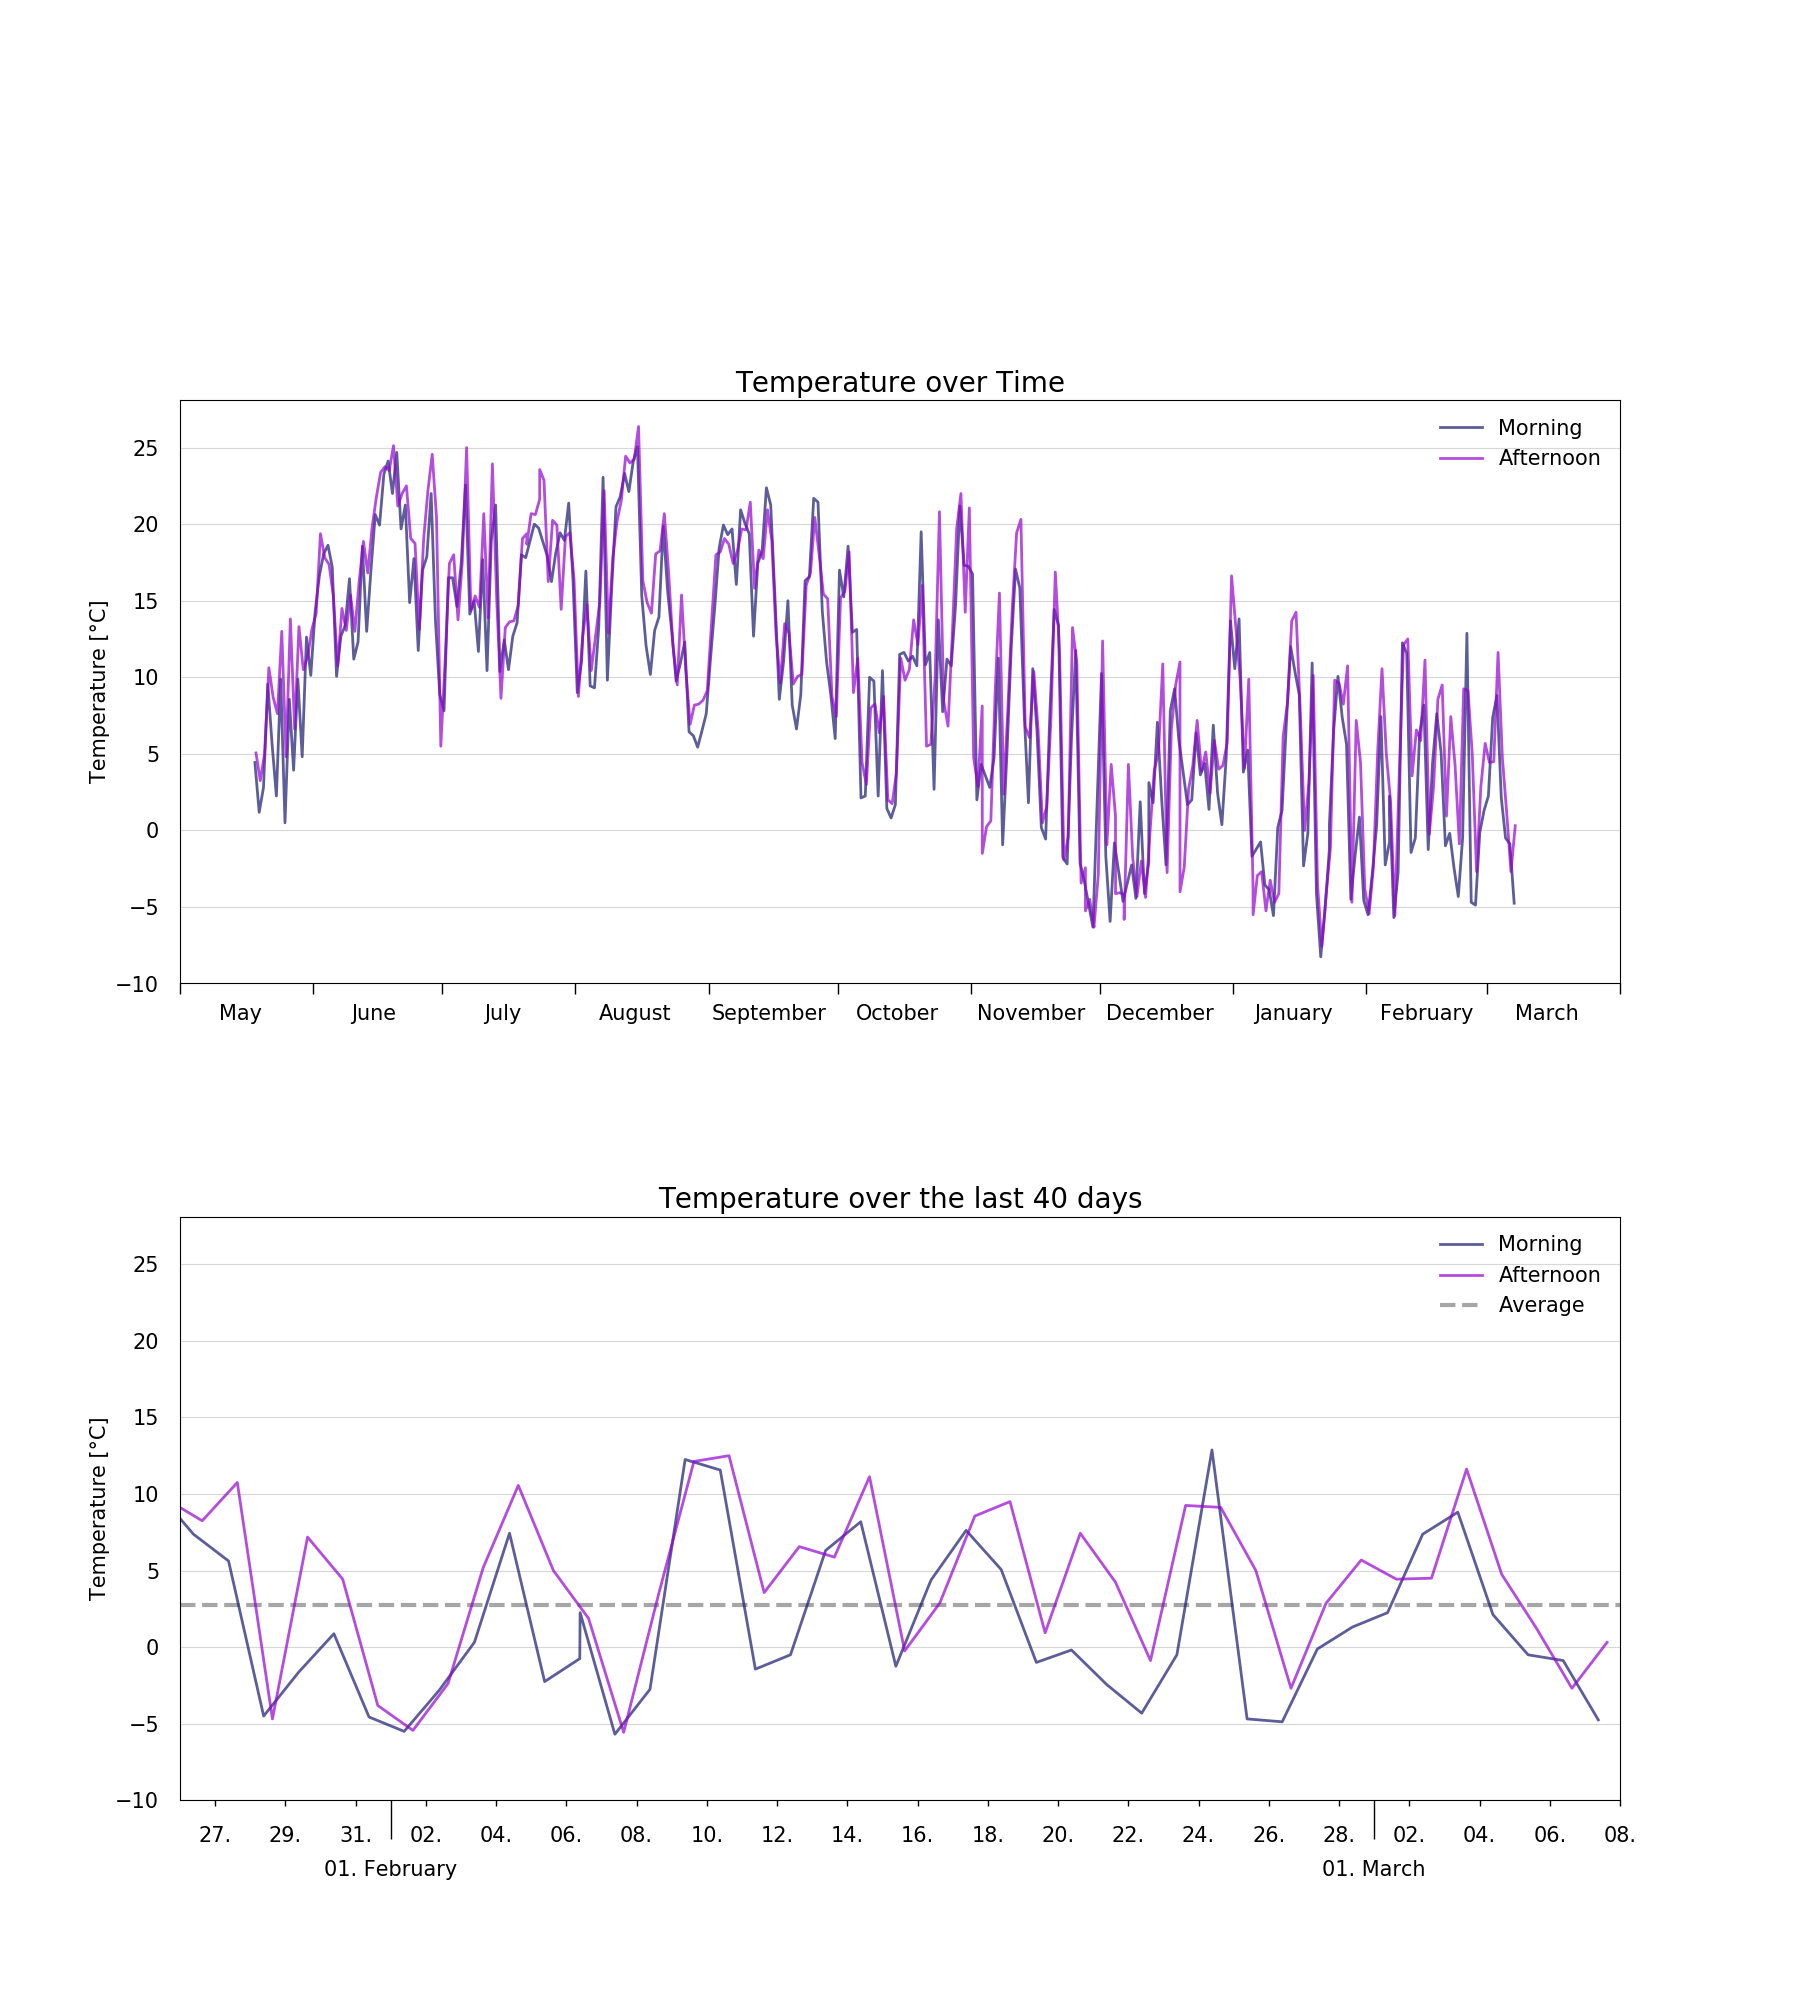 Temperature over Time
Temperature [°C]
25
20
15
10
5
0
−5
−10
Morning
Afternoon
May June July August September October November December January February March
Temperature over the last 40 days
Temperature [°C]
25
20
15
10
5
0
−5
−10
Morning
Afternoon
Average
27. 29. 31. 02. 04. 06. 08. 10. 12. 14. 16. 18. 20. 22. 24. 26. 28. 02. 04. 06. 08.
01. February 01. March